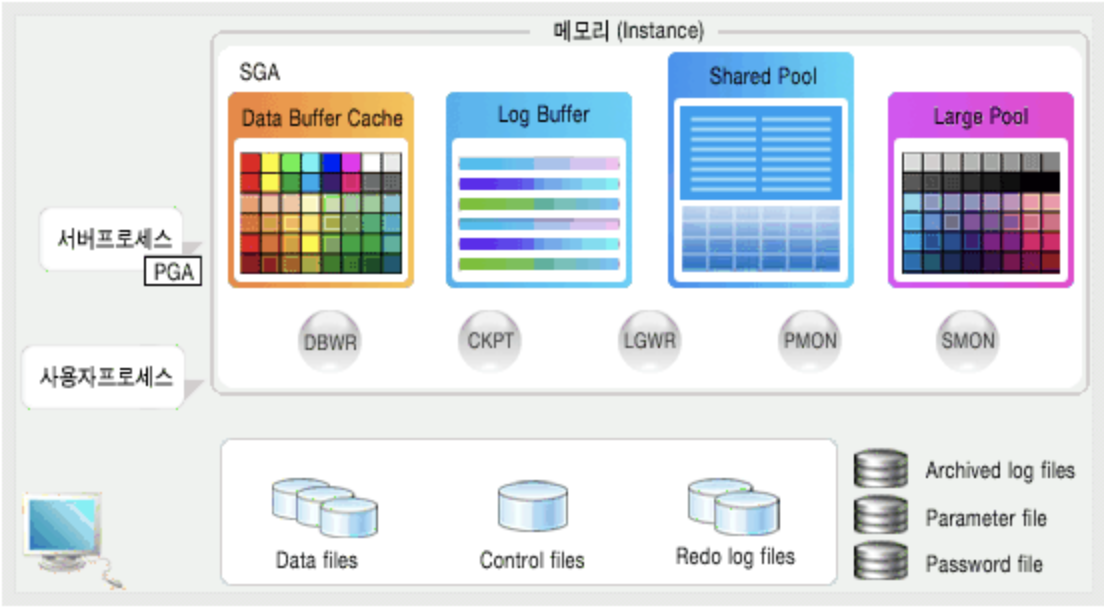 메모리 (Instance)
SGA
Data Buffer Cache
Log Buffer
Shared Pool
Large Pool
서버프로세스
PGA
DBWR
CKPT
LGWR
PMON
SMON
사용자프로세스
Data files
Control files
Redo log files
Archived log files
Parameter file
Password file